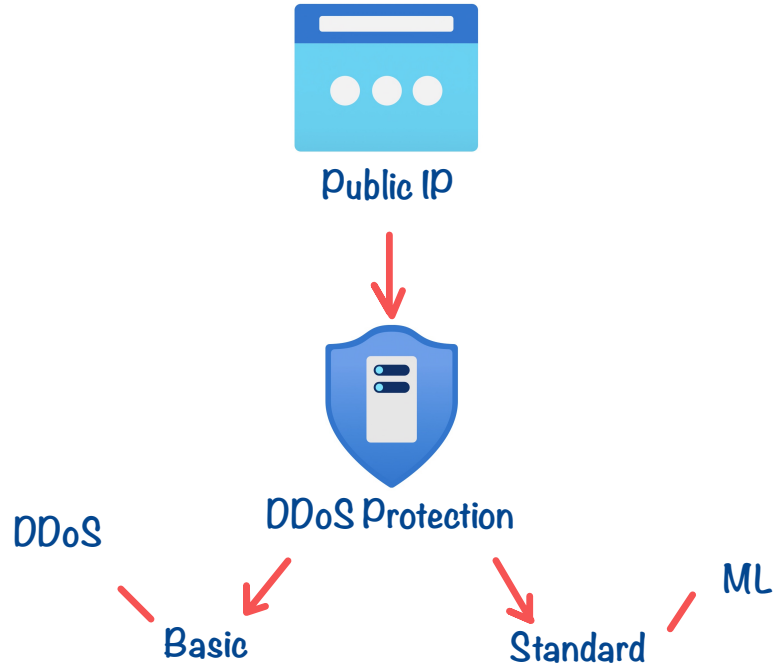 Public IP
DDoS Protection
DDoS
ML
Basic
Standard